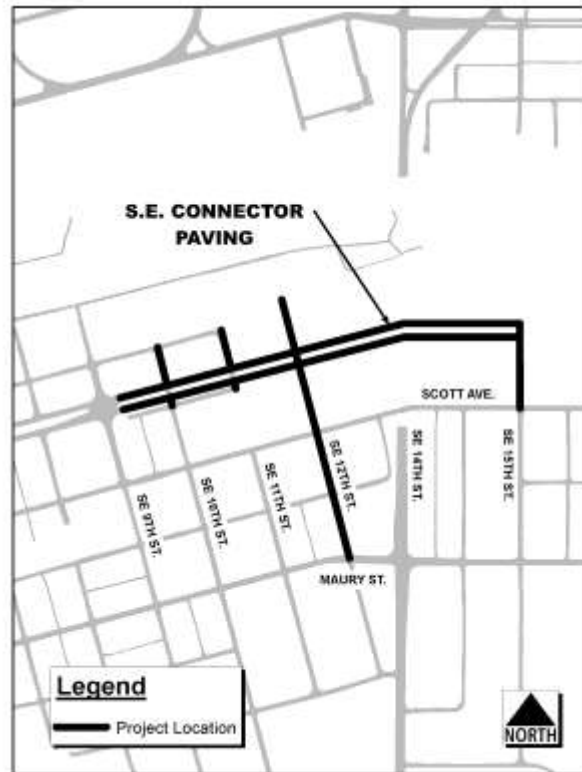 S.E. CONNECTOR
PAVING
SCOTT AVE.
SE 9TH ST.
SE 10TH ST.
SE 11TH ST.
SE 12TH ST.
SE 14TH ST.
SE 15TH ST.
MAURY ST.
Legend
Project Location
NORTH